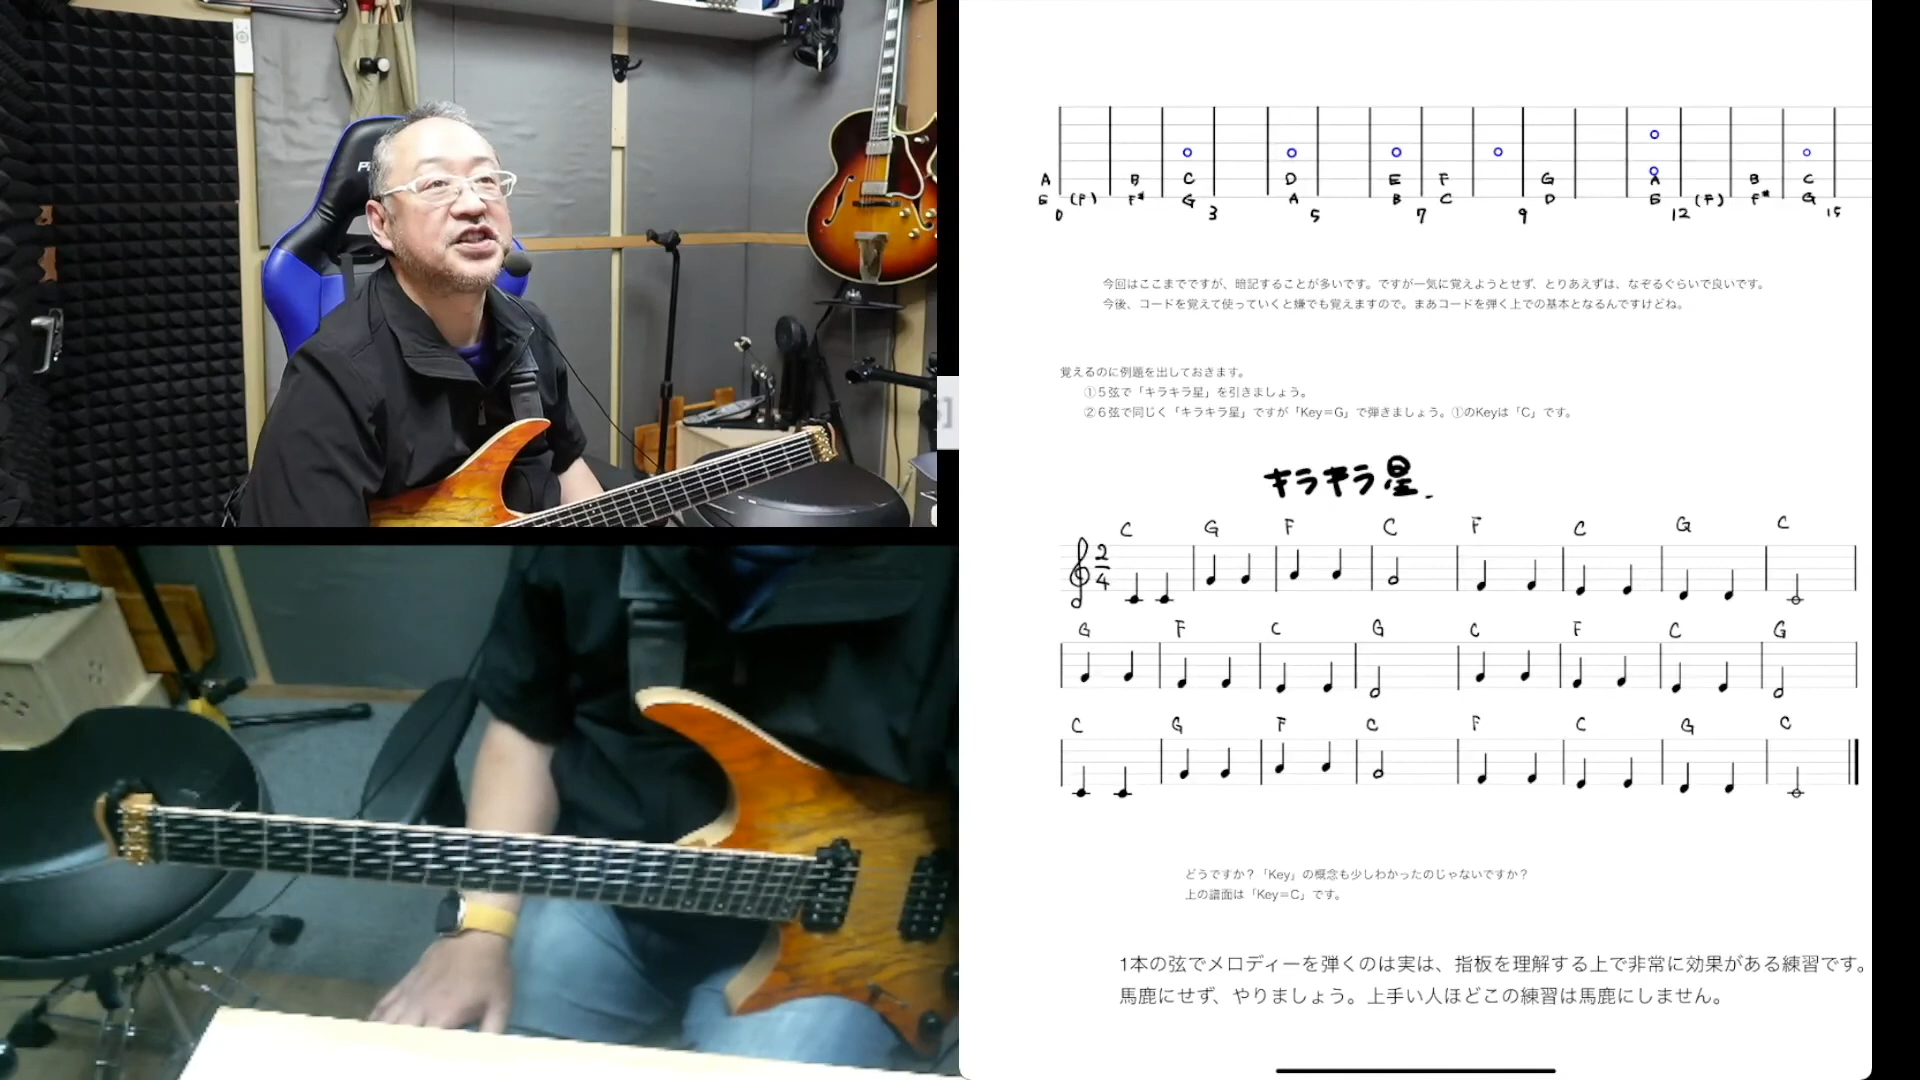 A B C D E F G A B C
E (F) F# G A B C D E (F) F# G
0 3 5 7 9 12 15
今回はここまでですが、暗記することが多いです。ですが一気に覚えようとせず、とりあえずは、なぞるぐらいで良いです。
今後、コードを覚えて使っていくと嫌でも覚えますので。まあコードを弾く上での基本となるんですけどね。
覚えるのに例題を出しておきます。
①５弦で「キラキラ星」を引きましょう。
②６弦で同じく「キラキラ星」ですが「Key＝G」で弾きましょう。①のKeyは「C」です。
キラキラ星.
C G F C F C G C
2
4
G F C G C F C G
C G F C F C G C
どうですか？「Key」の概念も少しわかったのじゃないですか？
上の譜面は「Key＝C」です。
1本の弦でメロディーを弾くのは実は、指板を理解する上で非常に効果がある練習です。
馬鹿にせず、やりましょう。上手い人ほどこの練習は馬鹿にしません。